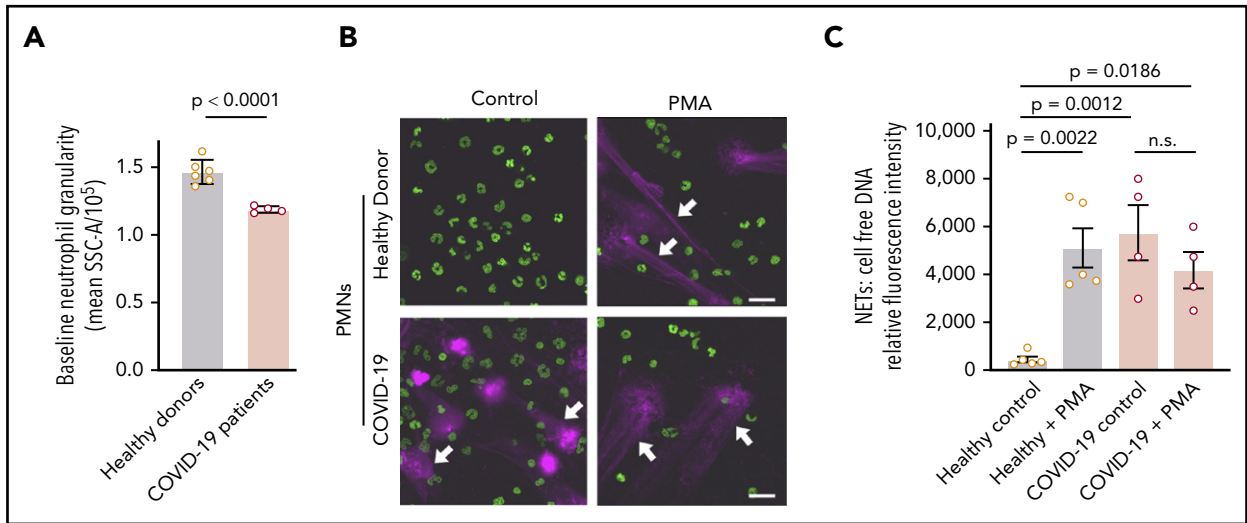 A
B
C
p < 0.0001
Baseline neutrophil granularity
(mean SSC-A/10⁵)
1.5
1.0
0.5
0.0
Healthy donors
COVID-19 patients
Control
PMA
PMNs
Healthy Donor
COVID-19
p = 0.0186
p = 0.0012
p = 0.0022
n.s.
NETs: cell free DNA
relative fluorescence intensity
10,000
8,000
6,000
4,000
2,000
0
Healthy control
Healthy + PMA
COVID-19 control
COVID-19 + PMA